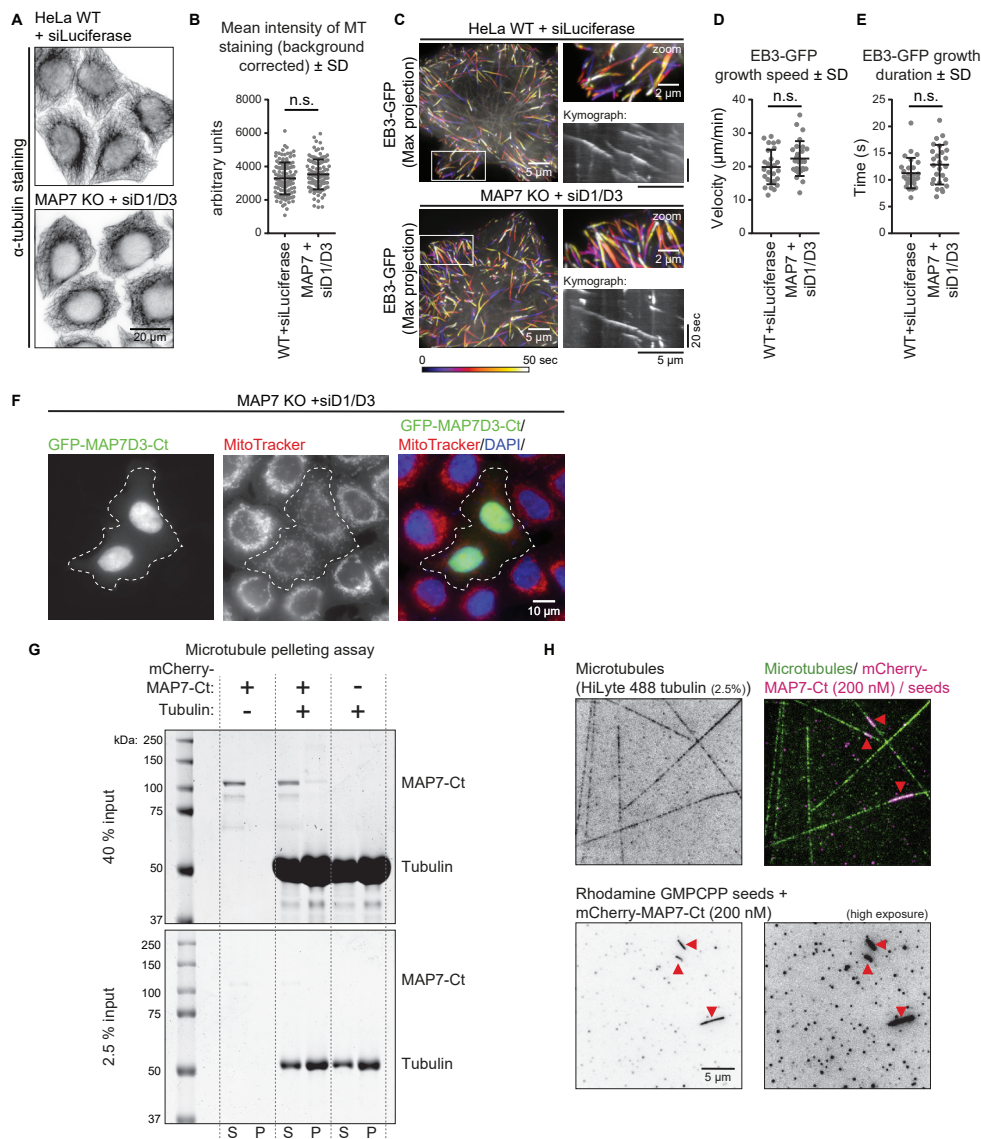 A
HeLa WT
+ siLuciferase
α-tubulin staining
MAP7 KO + siD1/D3
20 µm
B
Mean intensity of MT
staining (background
corrected) ± SD
n.s.
arbitrary units
8000
6000
4000
2000
0
WT+siLuciferase
MAP7 +
siD1/D3
C
HeLa WT + siLuciferase
EB3-GFP
(Max projection)
5 µm
zoom
2 µm
Kymograph:
MAP7 KO + siD1/D3
EB3-GFP
(Max projection)
5 µm
zoom
2 µm
Kymograph:
20 sec
5 µm
0
50 sec
D
EB3-GFP
growth speed ± SD
n.s.
Velocity (µm/min)
40
30
20
10
0
WT+siLuciferase
MAP7 +
siD1/D3
E
EB3-GFP growth
duration ± SD
n.s.
Time (s)
25
20
15
10
5
0
WT+siLuciferase
MAP7 +
siD1/D3
F
MAP7 KO +siD1/D3
GFP-MAP7D3-Ct
MitoTracker
GFP-MAP7D3-Ct/
MitoTracker/DAPI/
10 µm
G
Microtubule pelleting assay
mCherry-
MAP7-Ct: + + -
Tubulin: - + +
kDa:
40 % input
250
150
100
75
50
37
MAP7-Ct
Tubulin
2.5 % input
250
150
100
75
50
37
MAP7-Ct
Tubulin
S P S P S P
H
Microtubules
(HiLyte 488 tubulin (2.5%))
Microtubules/ mCherry-
MAP7-Ct (200 nM) / seeds
Rhodamine GMPCPP seeds +
mCherry-MAP7-Ct (200 nM)
(high exposure)
5 µm